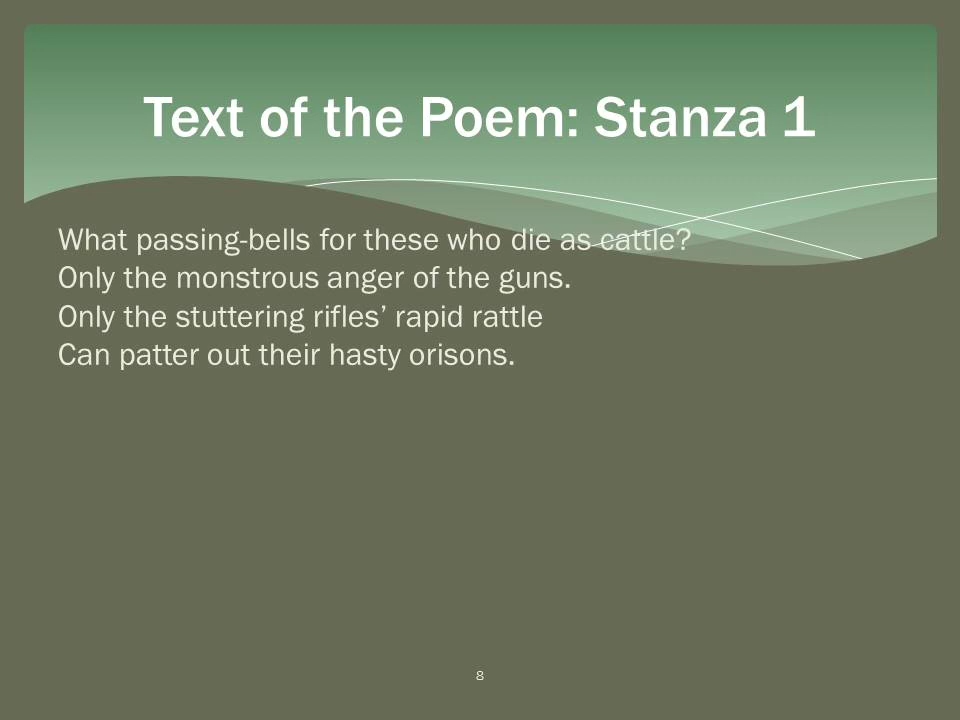 Text of the Poem: Stanza 1
What passing-bells for these who die as cattle?
Only the monstrous anger of the guns.
Only the stuttering rifles’ rapid rattle
Can patter out their hasty orisons.
8